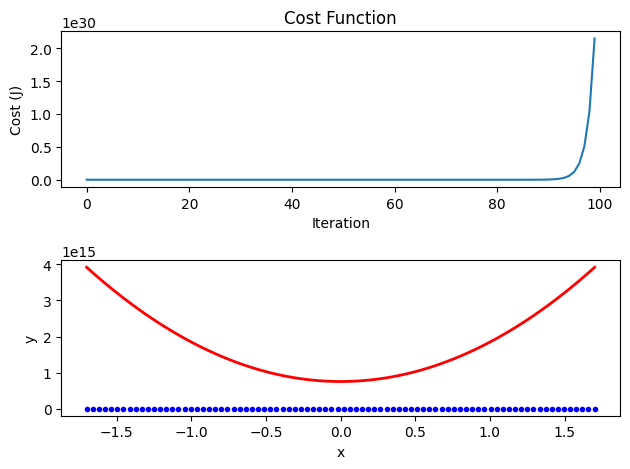 Cost Function
1e30
2.0
1.5
1.0
0.5
0.0
Cost (J)
0 20 40 60 80 100
Iteration
1e15
4
3
2
1
0
y
−1.5 −1.0 −0.5 0.0 0.5 1.0 1.5
x